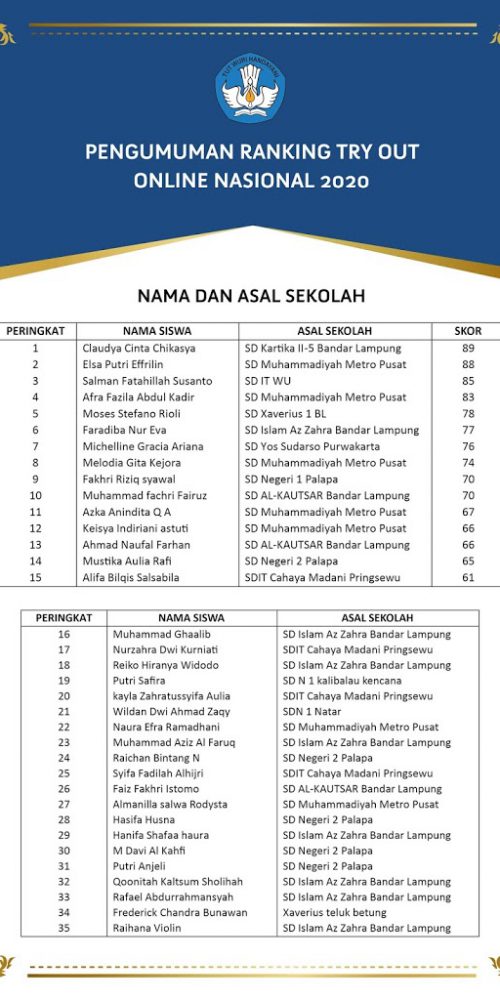 TUT WURI HANDAYANI
PENGUMUMAN RANKING TRY OUT
ONLINE NASIONAL 2020
NAMA DAN ASAL SEKOLAH
PERINGKAT NAMA SISWA ASAL SEKOLAH SKOR
1 Claudya Cinta Chikasya SD Kartika II-5 Bandar Lampung 89
2 Elsa Putri Effrilin SD Muhammadiyah Metro Pusat 88
3 Salman Fatahillah Susanto SD IT WU 85
4 Afra Fazila Abdul Kadir SD Muhammadiyah Metro Pusat 83
5 Moses Stefano Rioli SD Xaverius 1 BL 78
6 Faradiba Nur Eva SD Islam Az Zahra Bandar Lampung 77
7 Michelline Gracia Ariana SD Yos Sudarso Purwakarta 76
8 Melodia Gita Kejora SD Muhammadiyah Metro Pusat 74
9 Fakhri Riziq syawal SD Negeri 1 Palapa 70
10 Muhammad fachri Fairuz SD AL-KAUTSAR Bandar Lampung 70
11 Azka Anindita Q A SD Muhammadiyah Metro Pusat 67
12 Keisya Indiriani astuti SD Muhammadiyah Metro Pusat 66
13 Ahmad Naufal Farhan SD AL-KAUTSAR Bandar Lampung 66
14 Mustika Aulia Rafi SD Negeri 2 Palapa 65
15 Alifa Bilqis Salsabila SDIT Cahaya Madani Pringsewu 61
PERINGKAT NAMA SISWA ASAL SEKOLAH
16 Muhammad Ghaalib SD Islam Az Zahra Bandar Lampung
17 Nurzahra Dwi Kurniati SDIT Cahaya Madani Pringsewu
18 Reiko Hiranya Widodo SD Islam Az Zahra Bandar Lampung
19 Putri Safira SD N 1 kalibalau kencana
20 kayla Zahratussyifa Aulia SDIT Cahaya Madani Pringsewu
21 Wildan Dwi Ahmad Zaqy SDN 1 Natar
22 Naura Efra Ramadhani SD Muhammadiyah Metro Pusat
23 Muhammad Aziz Al Faruq SD Islam Az Zahra Bandar Lampung
24 Raichan Bintang N SD Negeri 2 Palapa
25 Syifa Fadilah Alhijri SDIT Cahaya Madani Pringsewu
26 Faiz Fakhri Istomo SD AL-KAUTSAR Bandar Lampung
27 Almanilla salwa Rodysta SD Muhammadiyah Metro Pusat
28 Hasifa Husna SD Negeri 2 Palapa
29 Hanifa Shafaa haura SD Islam Az Zahra Bandar Lampung
30 M Davi Al Kahfi SD Negeri 2 Palapa
31 Putri Anjeli SD Negeri 2 Palapa
32 Qoonitah Kaltsum Sholihah SD Islam Az Zahra Bandar Lampung
33 Rafael Abdurrahmansyah SD Islam Az Zahra Bandar Lampung
34 Frederick Chandra Bunawan Xaverius teluk betung
35 Raihana Violin SD Islam Az Zahra Bandar Lampung